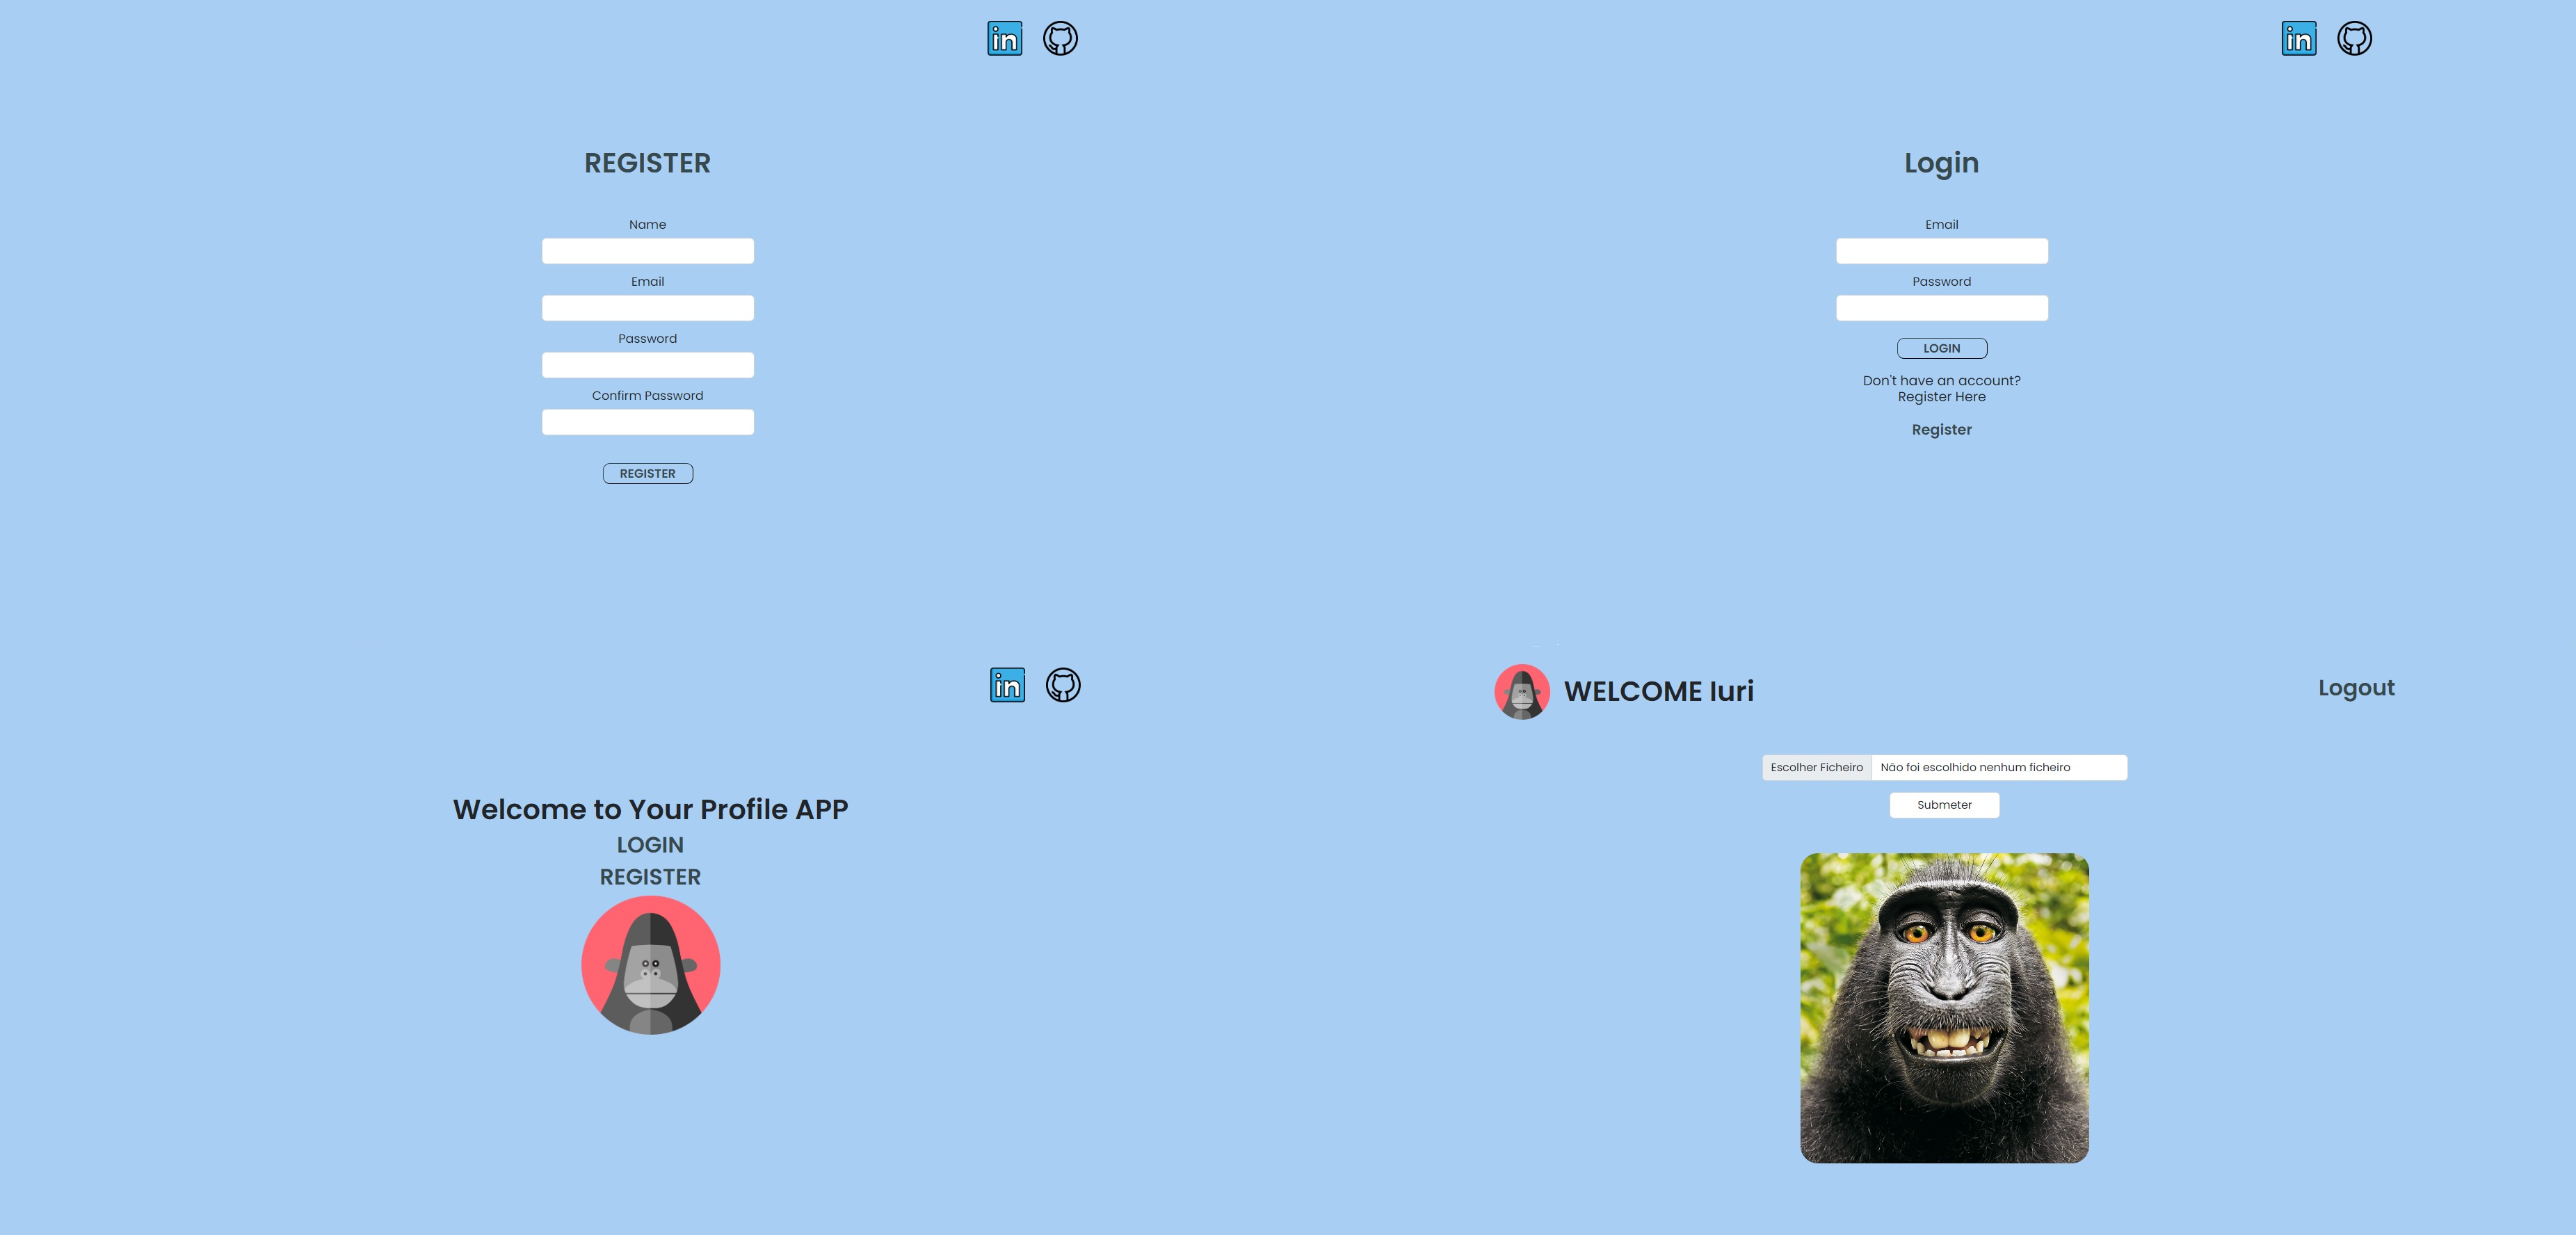 in
in
REGISTER
Name
Email
Password
Confirm Password
REGISTER
Login
Email
Password
LOGIN
Don't have an account?
Register Here
Register
in
Welcome to Your Profile APP
LOGIN
REGISTER
WELCOME Iuri
Logout
Escolher Ficheiro
Não foi escolhido nenhum ficheiro
Submeter